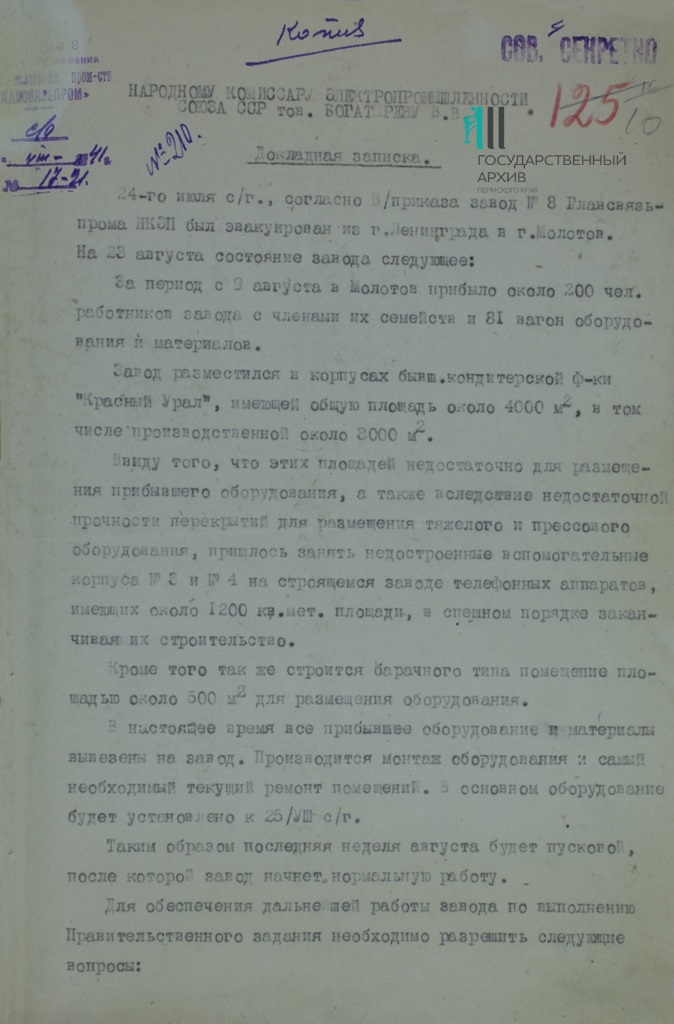 Копия
СОВ. СЕКРЕТНО
НАРОДНОМУ КОМИССАРУ ЭЛЕКТРОПРОМЫШЛЕННОСТИ
СОЮЗА ССР тов. БОГАТЫРЕВУ В.В.
125
10
с/о
VIII 41г.
№ 17-21.
№ 210.
ГОСУДАРСТВЕННЫЙ
АРХИВ
ПЕРМСКОГО КРАЯ
Докладная записка.
24-го июля с/г., согласно В/приказа завод № 8 Главсвязь-
прома НКЭП был эвакуирован из г.Ленинграда в г.Молотов.
На 23 августа состояние завода следующее:
За период с 9 августа в Молотов прибыло около 200 чел.
работников завода с членами их семейств и 81 вагон оборудо-
вания и материалов.
Завод разместился в корпусах бывш.кондитерской ф-ки
"Красный Урал", имеющей общую площадь около 4000 м2, в том
числе производственной около 2000 м2.
Ввиду того, что этих площадей недостаточно для размеще-
ния прибывшего оборудования, а также вследствие недостаточной
прочности перекрытий для размещения тяжелого и прессового
оборудования, пришлось занять недостроенные вспомогательные
корпуса № 3 и № 4 на строящемся заводе телефонных аппаратов,
имеющих около 1200 кв.мет. площади, в спешном порядке закан-
чивая их строительство.
Кроме того так же строится барачного типа помещение пло-
щадью около 500 м2 для размещения оборудования.
В настоящее время все прибывшее оборудование и материалы
вывезены на завод. Производится монтаж оборудования и самый
необходимый текущий ремонт помещений. В основном оборудование
будет установлено к 25/УШ с/г.
Таким образом последняя неделя августа будет пусковой,
после которой завод начнет нормальную работу.
Для обеспечения дальнейшей работы завода по выполнению
Правительственного задания необходимо разрешить следующие
вопросы: